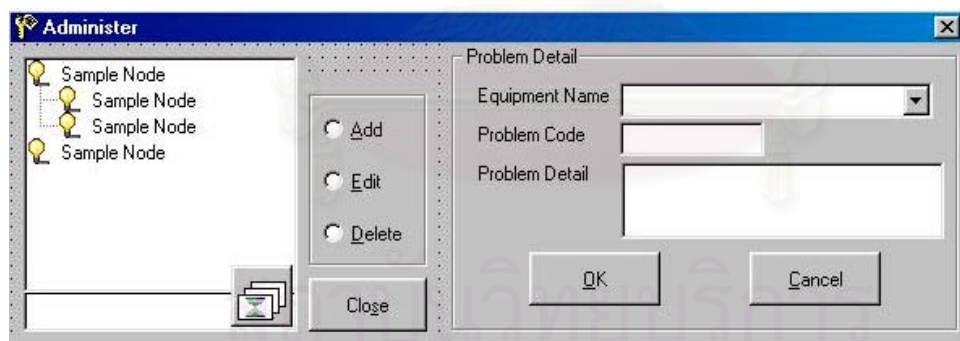 Administer
Sample Node
Sample Node
Sample Node
Sample Node
Add
Edit
Delete
Close
Problem Detail
Equipment Name
Problem Code
Problem Detail
OK
Cancel